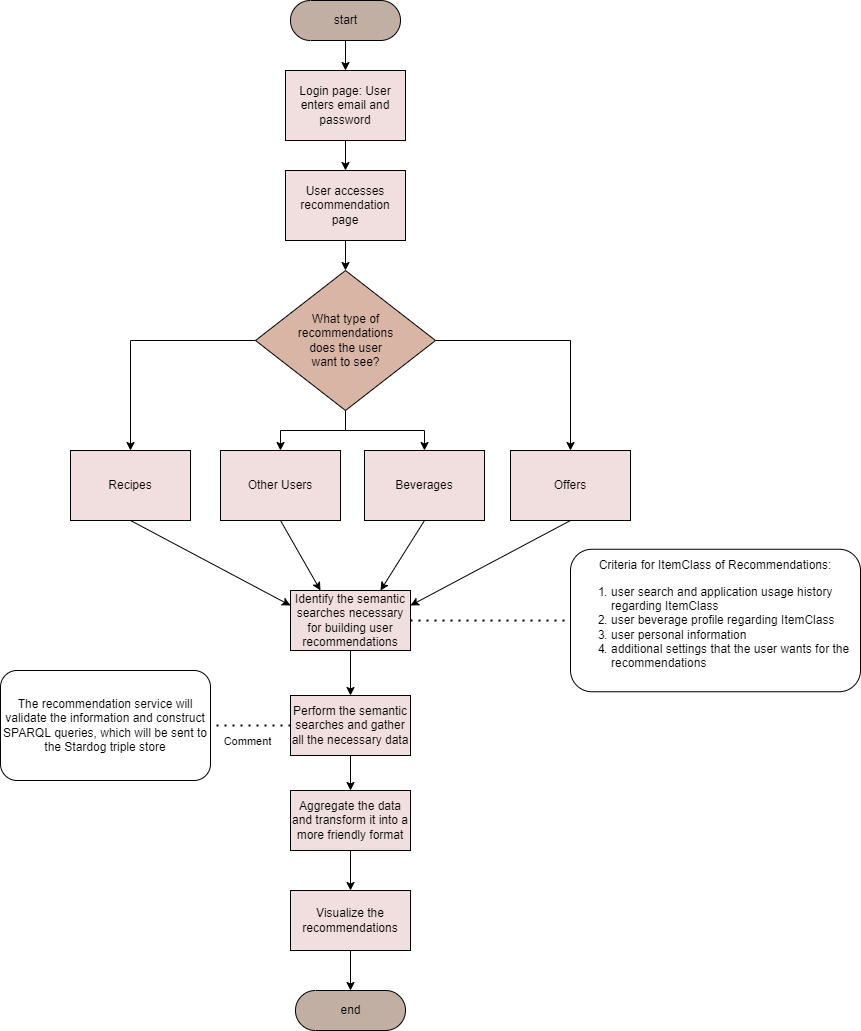 start
Login page: User
enters email and
password
User accesses
recommendation
page
What type of
recommendations
does the user
want to see?
Recipes
Other Users
Beverages
Offers
Criteria for ItemClass of Recommendations:
1. user search and application usage history
regarding ItemClass
2. user beverage profile regarding ItemClass
3. user personal information
4. additional settings that the user wants for the
recommendations
Identify the semantic
searches necessary
for building user
recommendations
The recommendation service will
validate the information and construct
SPARQL queries, which will be sent to
the Stardog triple store
Comment
Perform the semantic
searches and gather
all the necessary data
Aggregate the data
and transform it into a
more friendly format
Visualize the
recommendations
end